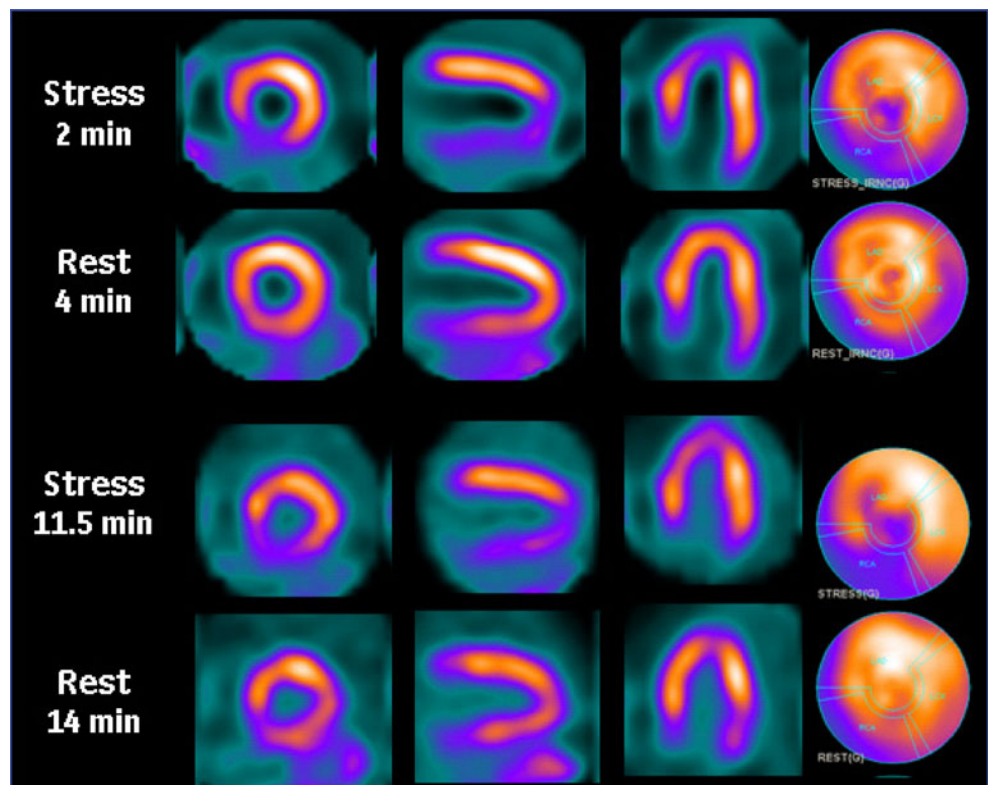 Stress
2 min
LAD
LCX
RCA
STRESS_IRNC(G)
Rest
4 min
LAD
LCX
RCA
REST_IRNC(G)
Stress
11.5 min
LAD
LCX
RCA
STRESS(G)
Rest
14 min
LAD
LCX
RCA
REST(G)